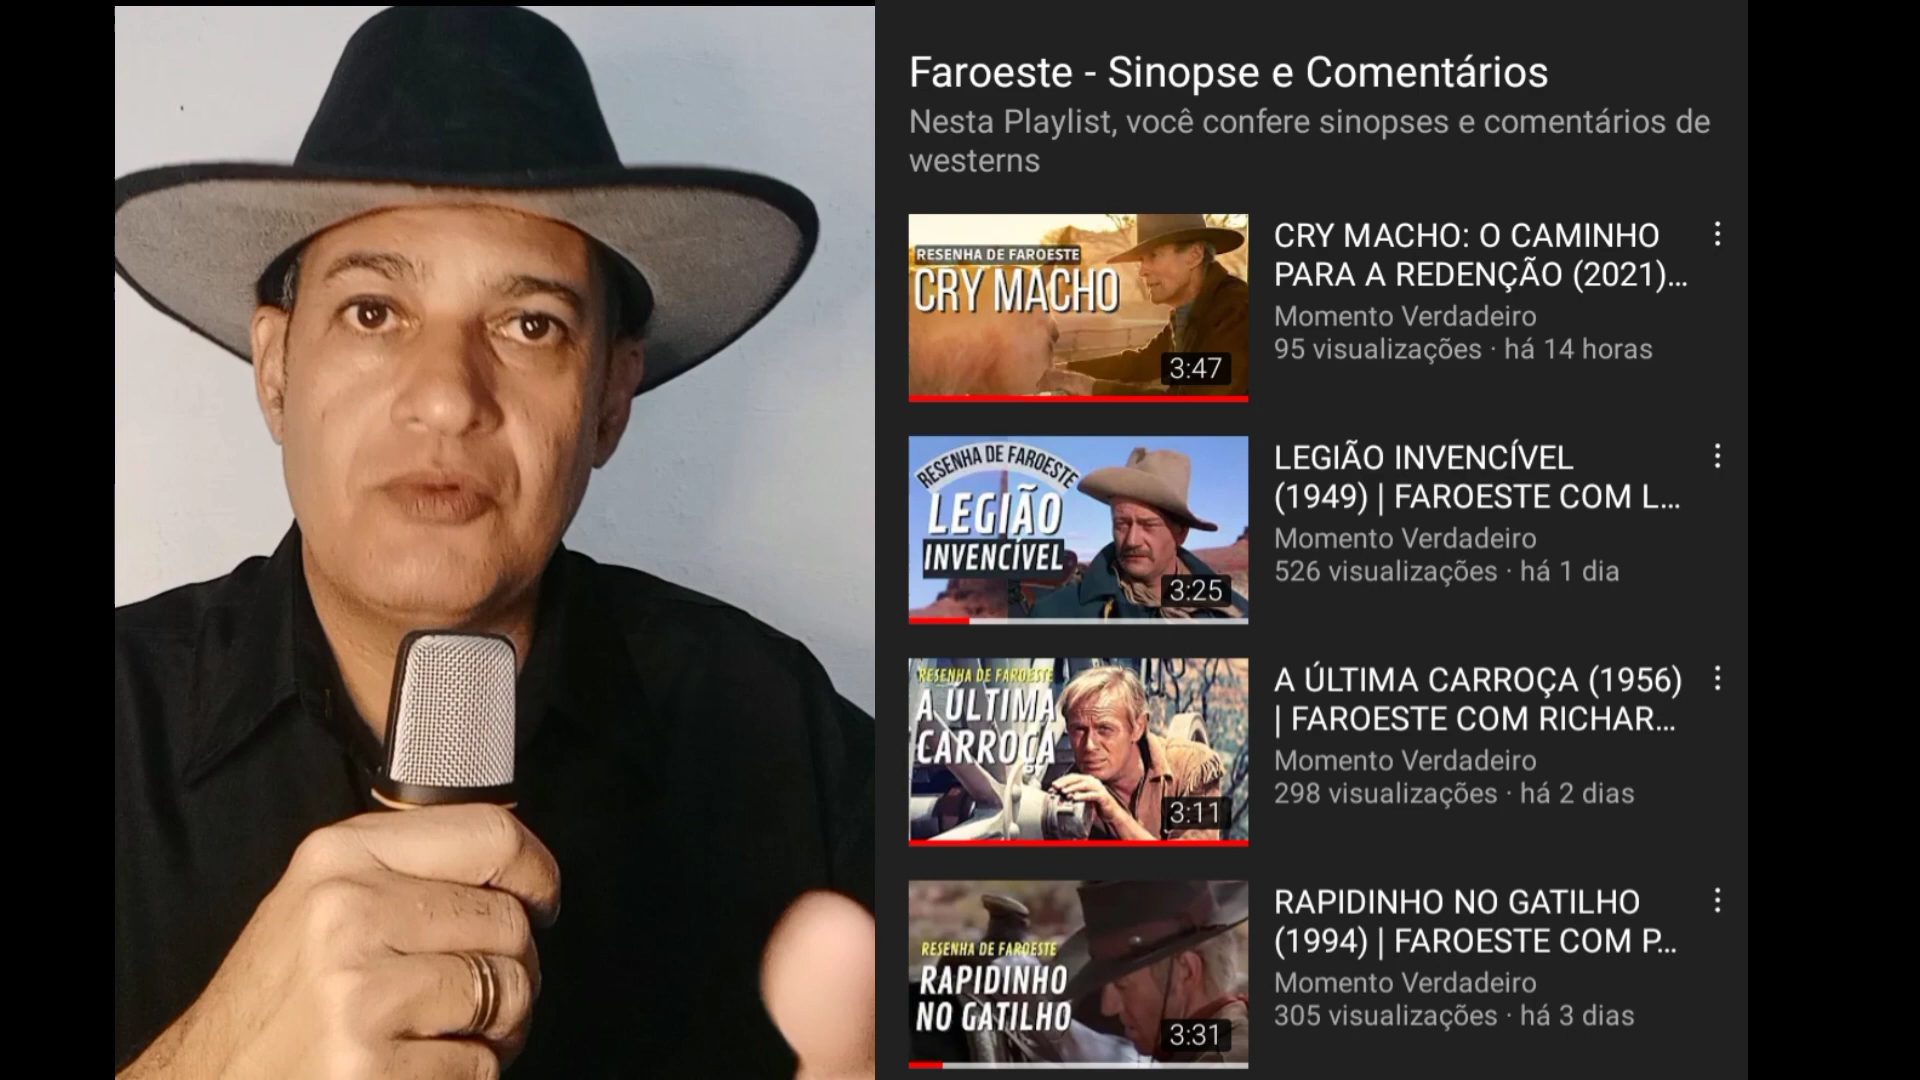 Faroeste - Sinopse e Comentários
Nesta Playlist, você confere sinopses e comentários de
westerns
RESENHA DE FAROESTE
CRY MACHO
3:47
CRY MACHO: O CAMINHO
PARA A REDENÇÃO (2021)...
Momento Verdadeiro
95 visualizações · há 14 horas
RESENHA DE FAROESTE
LEGIÃO
INVENCÍVEL
3:25
LEGIÃO INVENCÍVEL
(1949) | FAROESTE COM L...
Momento Verdadeiro
526 visualizações · há 1 dia
RESENHA DE FAROESTE
A ÚLTIMA
CARROÇA
3:11
A ÚLTIMA CARROÇA (1956)
| FAROESTE COM RICHAR...
Momento Verdadeiro
298 visualizações · há 2 dias
RESENHA DE FAROESTE
RAPIDINHO
NO GATILHO
3:31
RAPIDINHO NO GATILHO
(1994) | FAROESTE COM P...
Momento Verdadeiro
305 visualizações · há 3 dias